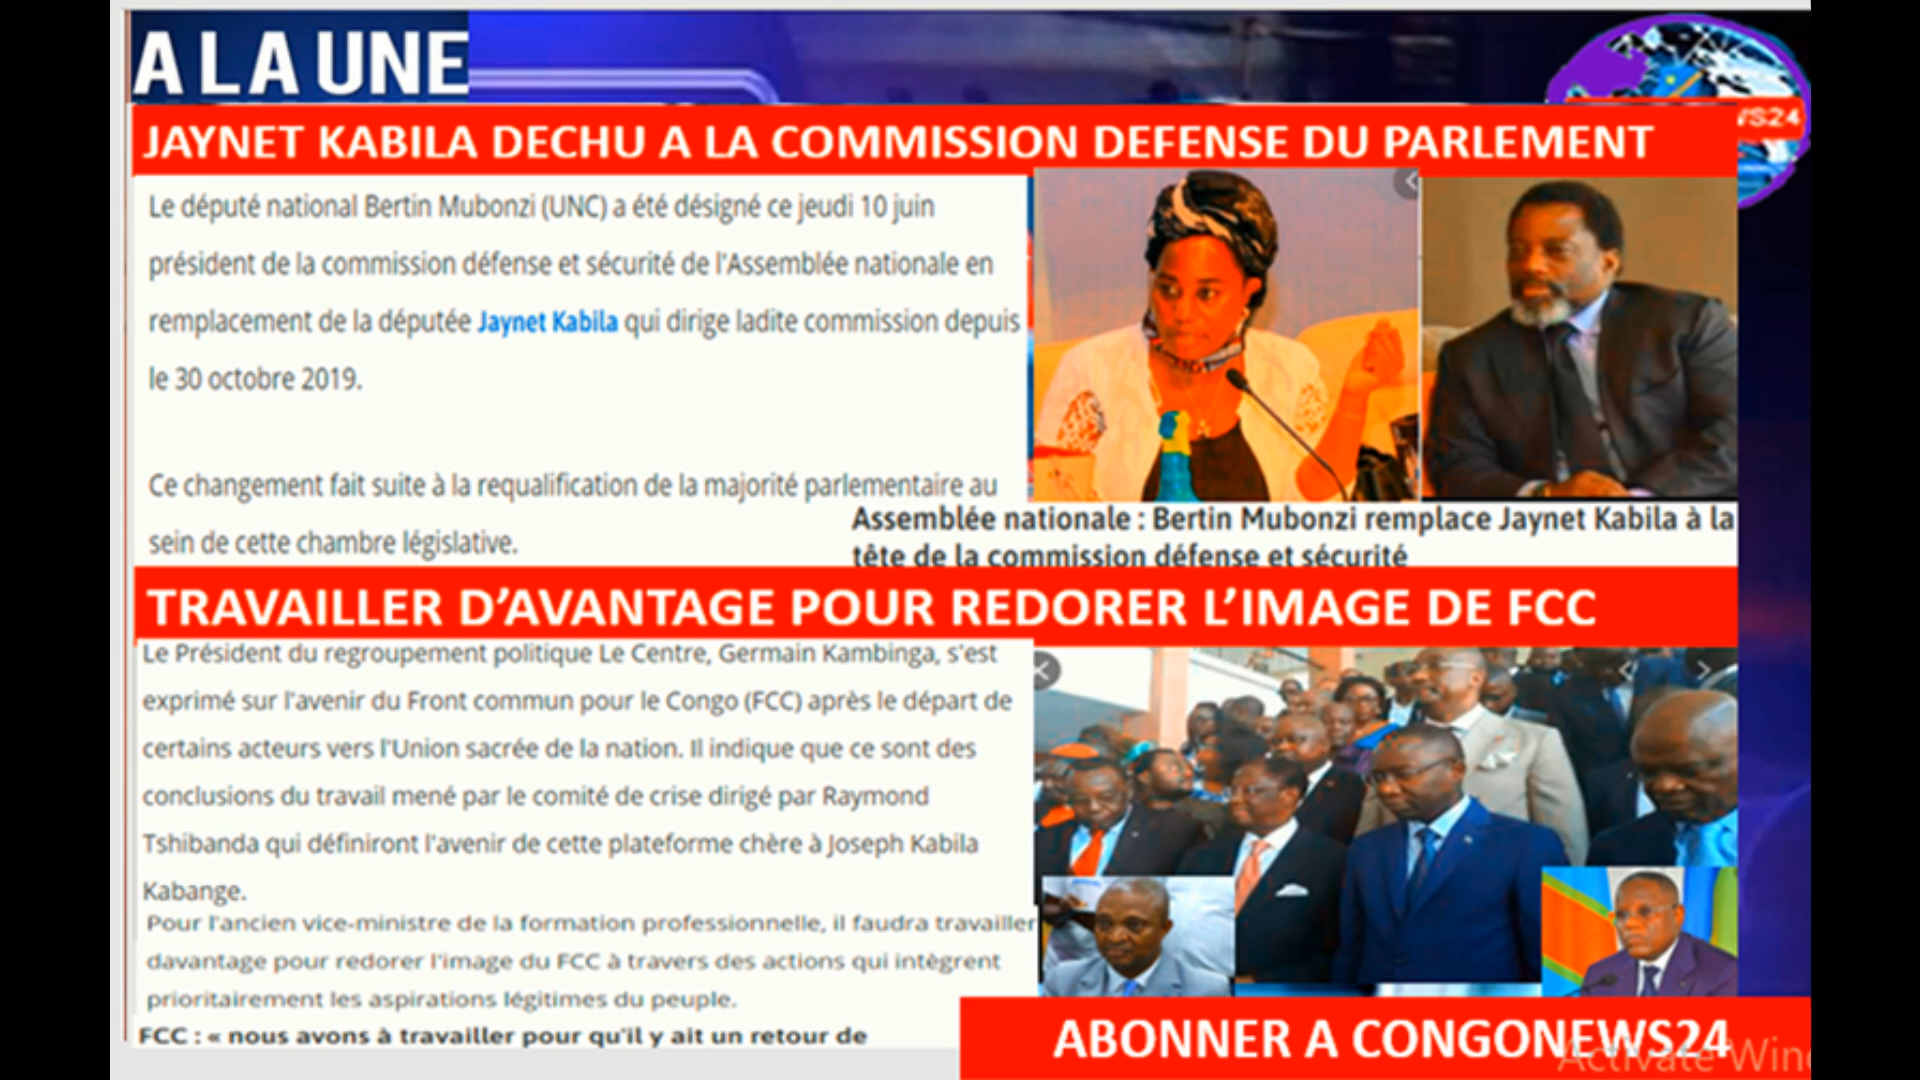 A LA UNE
VS24
JAYNET KABILA DECHU A LA COMMISSION DEFENSE DU PARLEMENT
Le député national Bertin Mubonzi (UNC) a été désigné ce jeudi 10 juin
président de la commission défense et sécurité de l'Assemblée nationale en
remplacement de la députée Jaynet Kabila qui dirige ladite commission depuis
le 30 octobre 2019.
Ce changement fait suite à la requalification de la majorité parlementaire au
sein de cette chambre législative.
Assemblée nationale : Bertin Mubonzi remplace Jaynet Kabila à la
tête de la commission défense et sécurité
TRAVAILLER D’AVANTAGE POUR REDORER L’IMAGE DE FCC
Le Président du regroupement politique Le Centre, Germain Kambinga, s'est
exprimé sur l'avenir du Front commun pour le Congo (FCC) après le départ de
certains acteurs vers l'Union sacrée de la nation. Il indique que ce sont des
conclusions du travail mené par le comité de crise dirigé par Raymond
Tshibanda qui définiront l'avenir de cette plateforme chère à Joseph Kabila
Kabange.
Pour l'ancien vice-ministre de la formation professionnelle, il faudra travailler
davantage pour redorer l'image du FCC à travers des actions qui intègrent
prioritairement les aspirations légitimes du peuple.
FCC : « nous avons à travailler pour qu'il y ait un retour de
ABONNER A CONGONEWS24
Activate Win